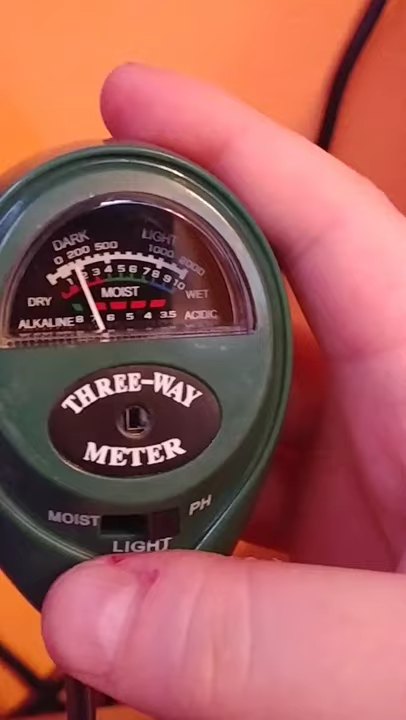 DARK LIGHT
0 200 500 1000 2000
1 2 3 4 5 6 7 8 9 10
DRY MOIST WET
ALKALINE 8 7 6 5 4 3.5 ACIDIC
THREE-WAY
METER
MOIST PH
LIGHT